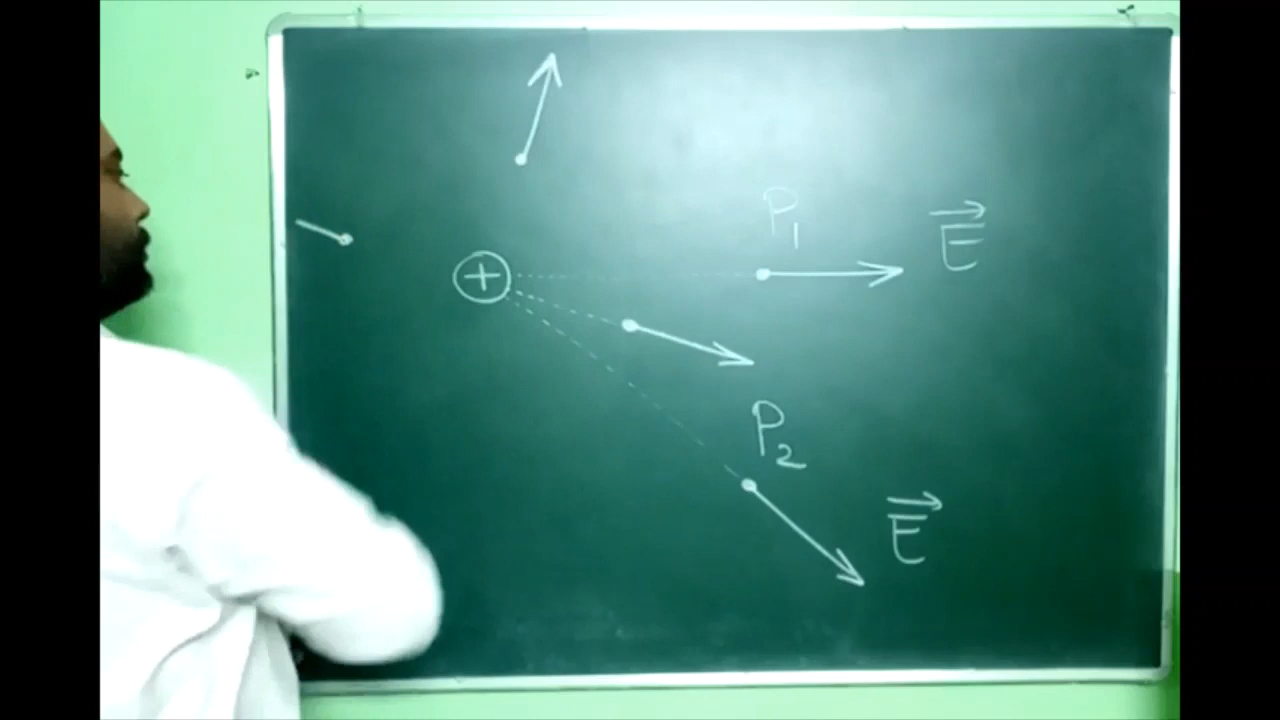 P₁
E⃗
+
P₂
E⃗